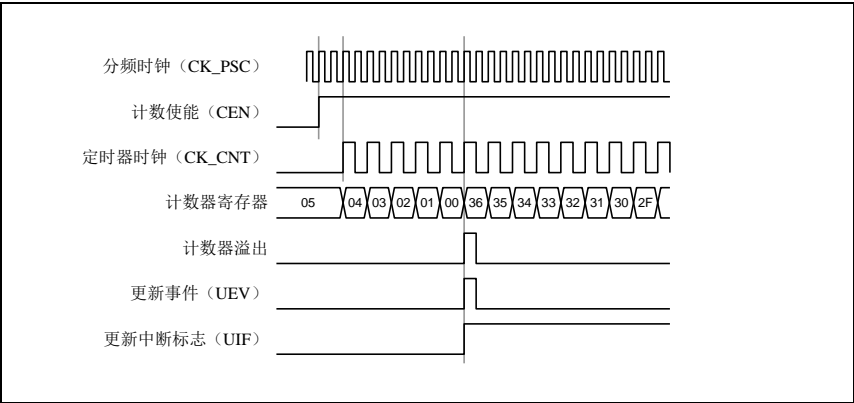 分频时钟（CK_PSC）
计数使能（CEN）
定时器时钟（CK_CNT）
计数器寄存器 05 04 03 02 01 00 36 35 34 33 32 31 30 2F
计数器溢出
更新事件（UEV）
更新中断标志（UIF）